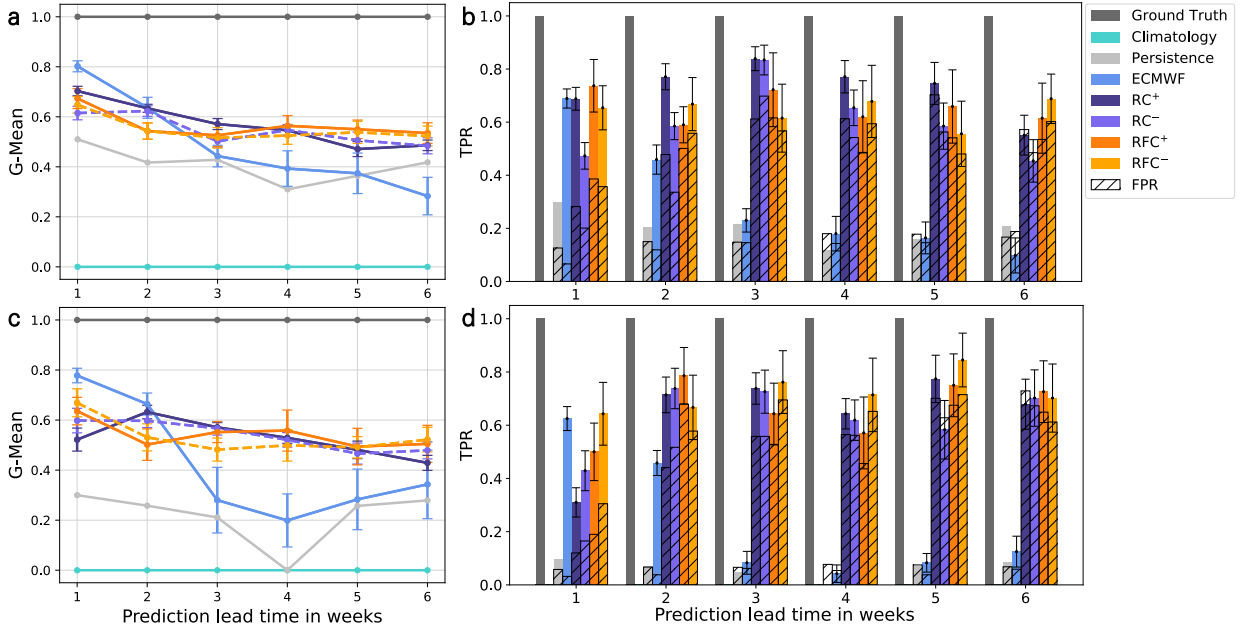 a
G-Mean
1.0
0.8
0.6
0.4
0.2
0.0
1 2 3 4 5 6
b
TPR
1.0
0.8
0.6
0.4
0.2
0.0
1 2 3 4 5 6
Ground Truth
Climatology
Persistence
ECMWF
RC+
RC−
RFC+
RFC−
FPR
c
G-Mean
1.0
0.8
0.6
0.4
0.2
0.0
1 2 3 4 5 6
Prediction lead time in weeks
d
TPR
1.0
0.8
0.6
0.4
0.2
0.0
1 2 3 4 5 6
Prediction lead time in weeks